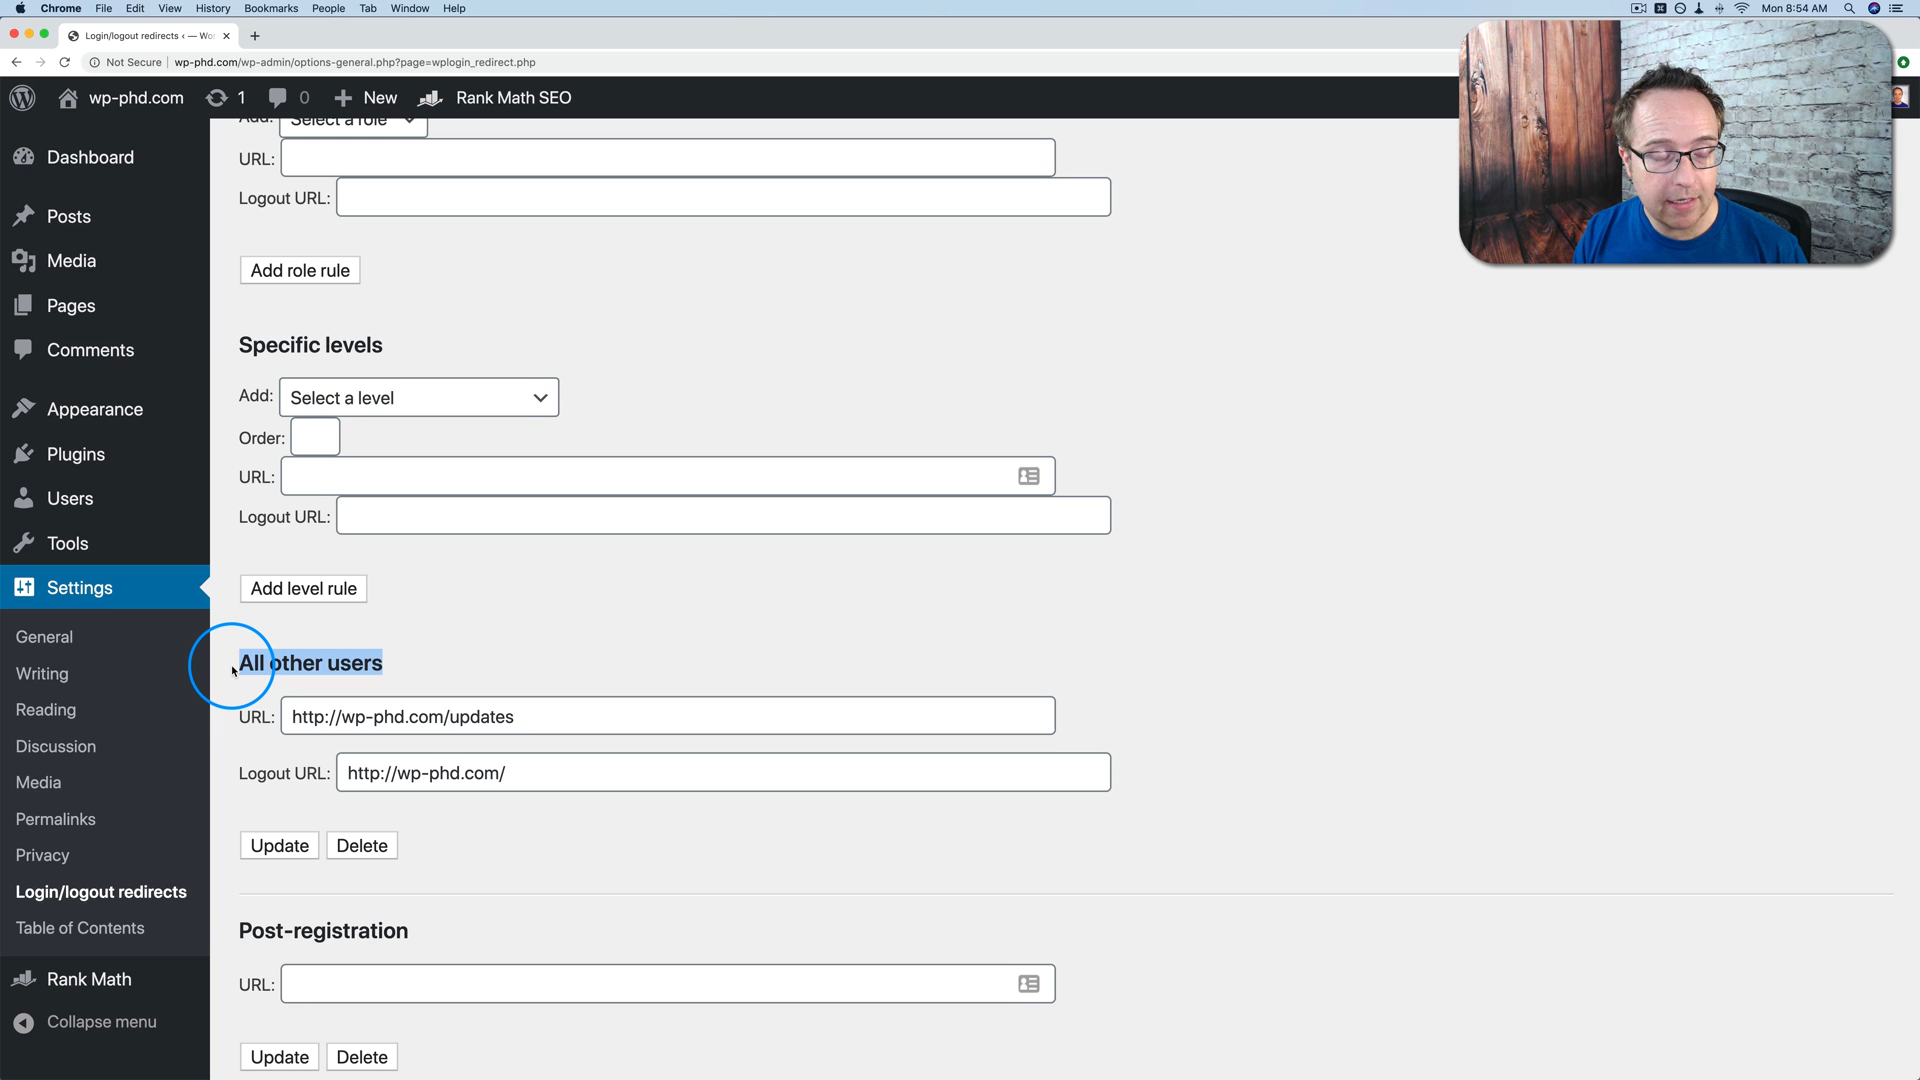 Chrome File Edit View History Bookmarks People Tab Window Help Mon 8:54 AM
Login/logout redirects ‹ — Wo
Not Secure wp-phd.com/wp-admin/options-general.php?page=wplogin_redirect.php
wp-phd.com 1 0 New Rank Math SEO
Dashboard
Posts
Media
Pages
Comments
Appearance
Plugins
Users
Tools
Settings
General
Writing
Reading
Discussion
Media
Permalinks
Privacy
Login/logout redirects
Table of Contents
Rank Math
Collapse menu
Add: Select a role
URL:
Logout URL:
Add role rule
Specific levels
Add: Select a level
Order:
URL:
Logout URL:
Add level rule
All other users
URL: http://wp-phd.com/updates
Logout URL: http://wp-phd.com/
Update Delete
Post-registration
URL:
Update Delete